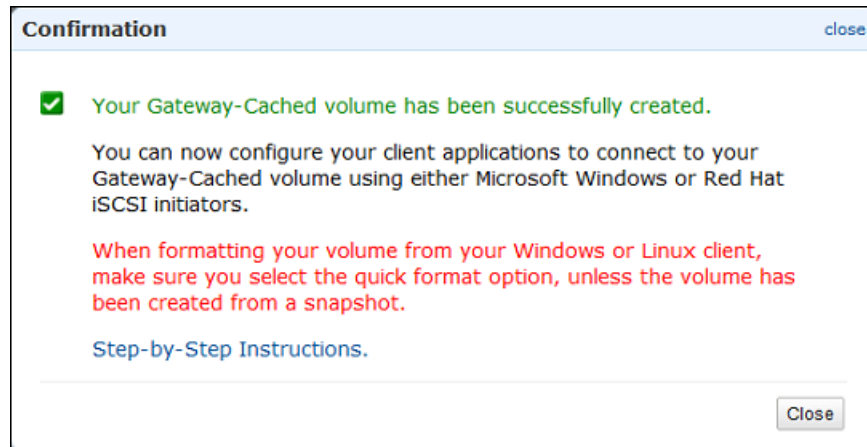 Confirmation
close
Your Gateway-Cached volume has been successfully created.
You can now configure your client applications to connect to your
Gateway-Cached volume using either Microsoft Windows or Red Hat
iSCSI initiators.
When formatting your volume from your Windows or Linux client,
make sure you select the quick format option, unless the volume has
been created from a snapshot.
Step-by-Step Instructions.
Close